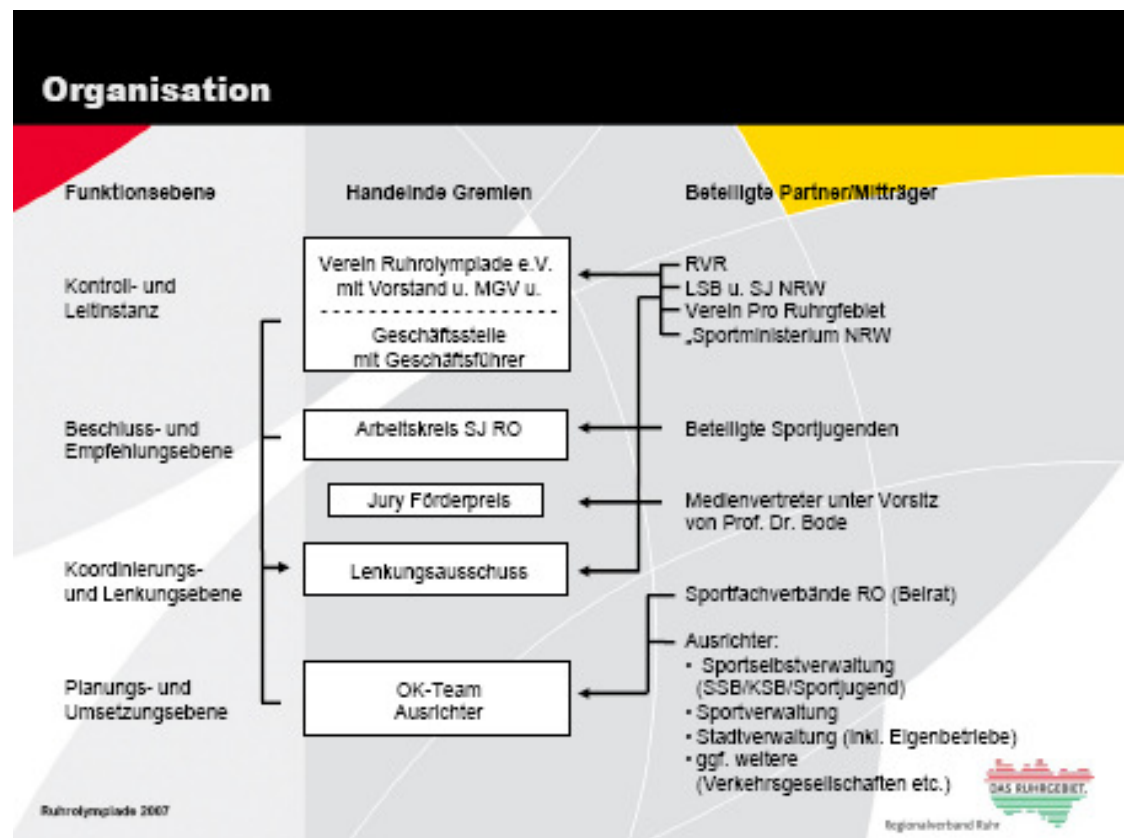 Organisation
Funktionsebene
Handelnde Gremien
Beteiligte Partner/Mitträger
Kontroll- und
Leitinstanz
Verein Ruhrolympiade e.V.
mit Vorstand u. MGV u.
Geschäftsstelle
mit Geschäftsführer
RVR
LSB u. SJ NRW
Verein Pro Ruhrgfebiet
„Sportministerium NRW
Beschluss- und
Empfehlungsebene
Arbeitskreis SJ RO
Beteiligte Sportjugenden
Jury Förderpreis
Medienvertreter unter Vorsitz
von Prof. Dr. Bode
Koordinierungs-
und Lenkungsebene
Lenkungsausschuss
Sportfachverbände RO (Beirat)
Ausrichter:
• Sportselbstverwaltung
(SSB/KSB/Sportjugend)
• Sportverwaltung
• Stadtverwaltung (inkl. Eigenbetriebe)
• ggf. weitere
(Verkehrsgesellschaften etc.)
Planungs- und
Umsetzungsebene
OK-Team
Ausrichter
Ruhrolympiade 2007
DAS RUHRGEBIET.
Regionalverband Ruhr